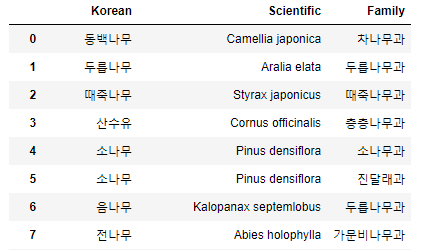 Korean Scientific Family
0 동백나무 Camellia japonica 차나무과
1 두릅나무 Aralia elata 두릅나무과
2 때죽나무 Styrax japonicus 때죽나무과
3 산수유 Cornus officinalis 층층나무과
4 소나무 Pinus densiflora 소나무과
5 소나무 Pinus densiflora 진달래과
6 음나무 Kalopanax septemlobus 두릅나무과
7 전나무 Abies holophylla 가문비나무과